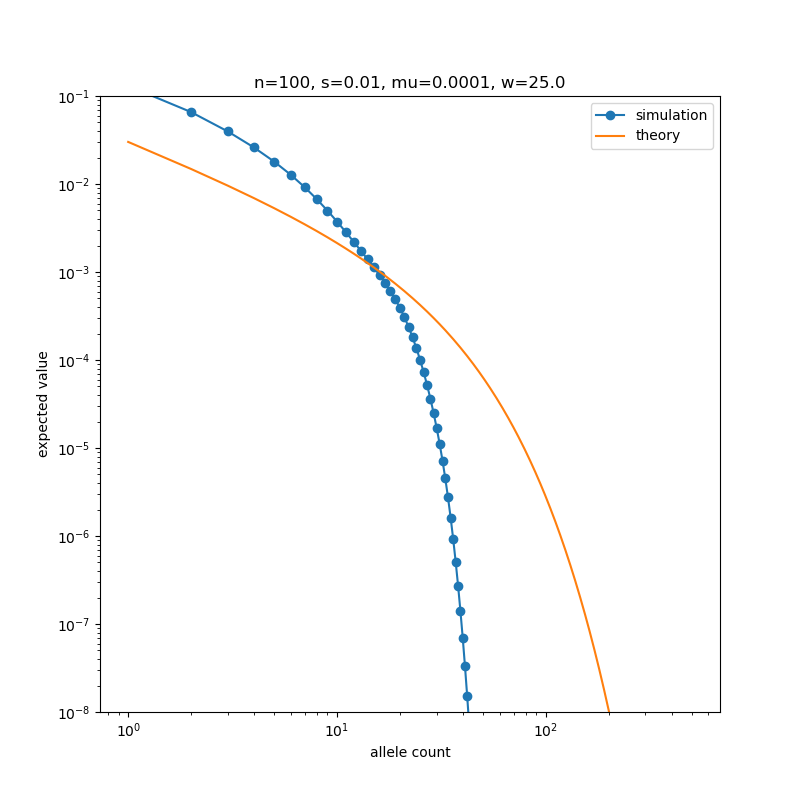 n=100, s=0.01, mu=0.0001, w=25.0
simulation
theory
10⁻¹
10⁻²
10⁻³
10⁻⁴
10⁻⁵
10⁻⁶
10⁻⁷
10⁻⁸
expected value
10⁰
10¹
10²
allele count